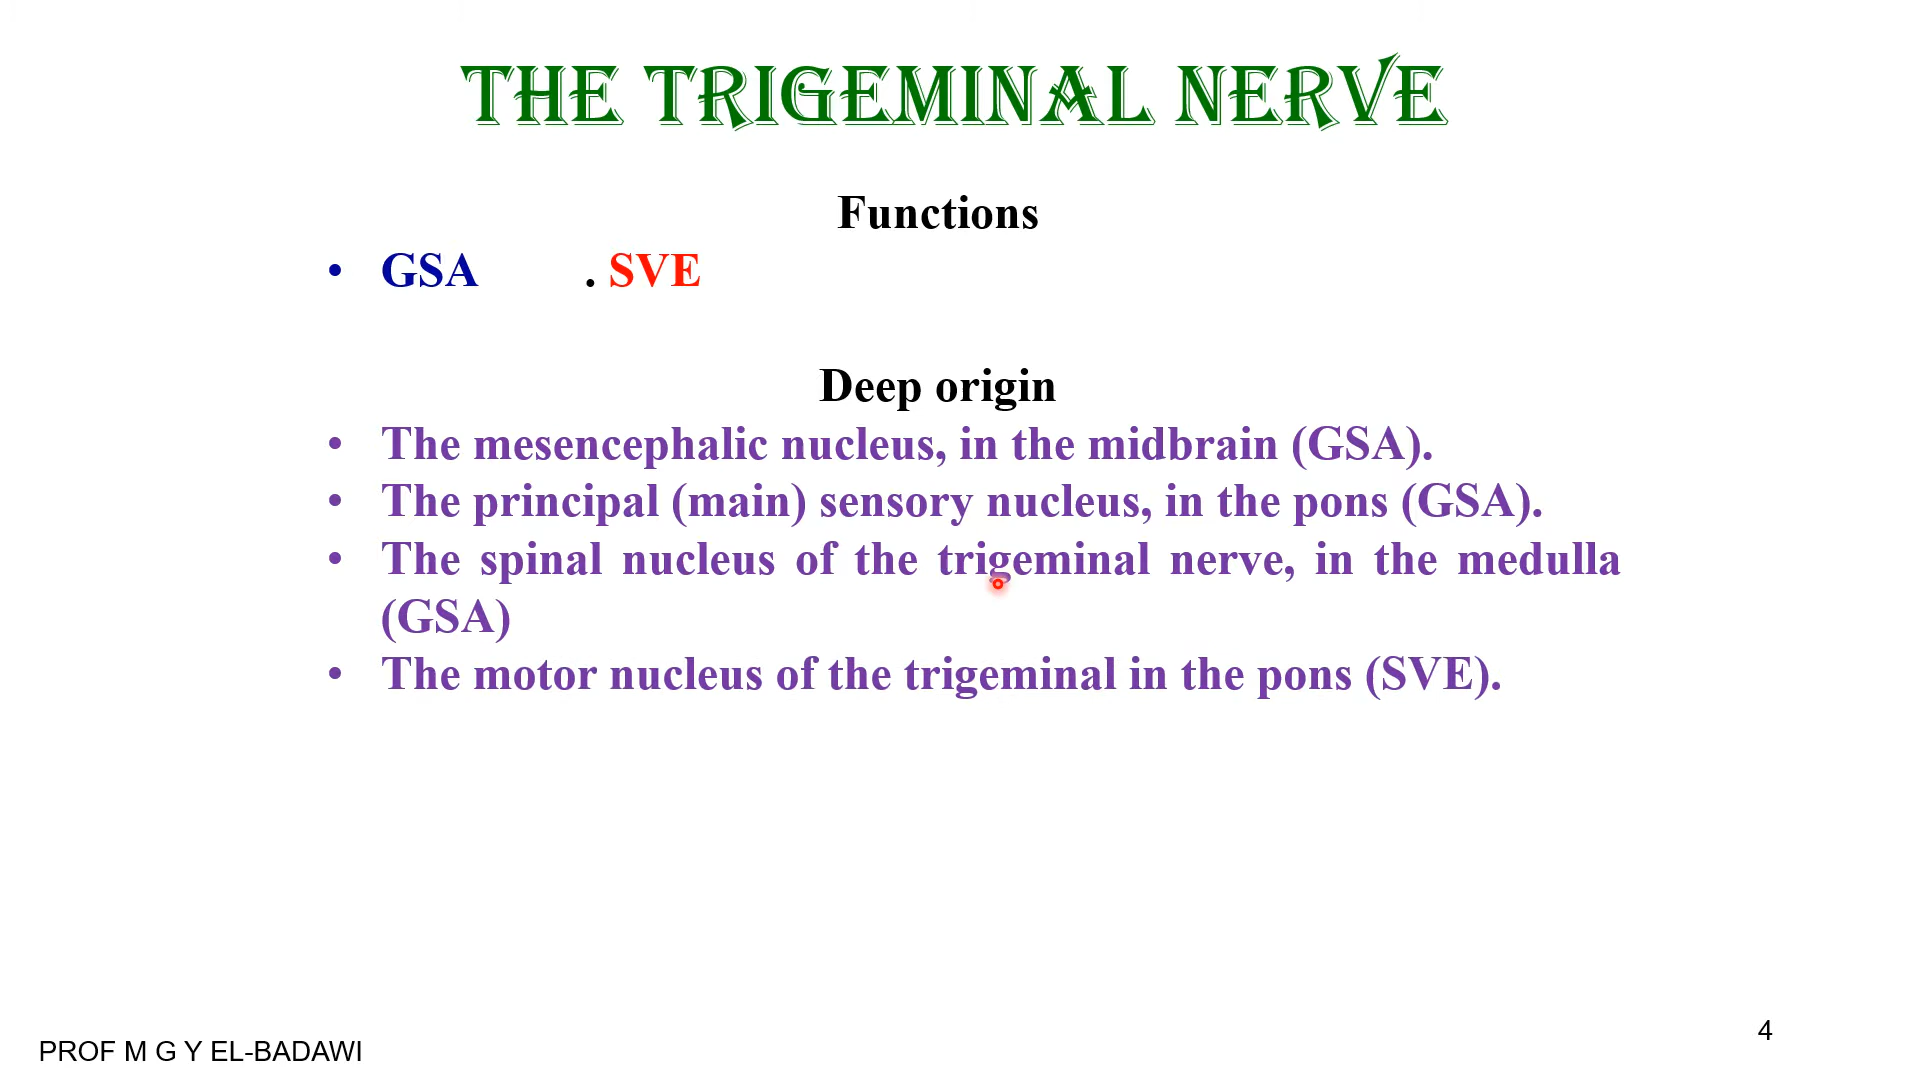 THE TRIGEMINAL NERVE
Functions
• GSA . SVE
Deep origin
• The mesencephalic nucleus, in the midbrain (GSA).
• The principal (main) sensory nucleus, in the pons (GSA).
• The spinal nucleus of the trigeminal nerve, in the medulla
(GSA)
• The motor nucleus of the trigeminal in the pons (SVE).
4
PROF M G Y EL-BADAWI